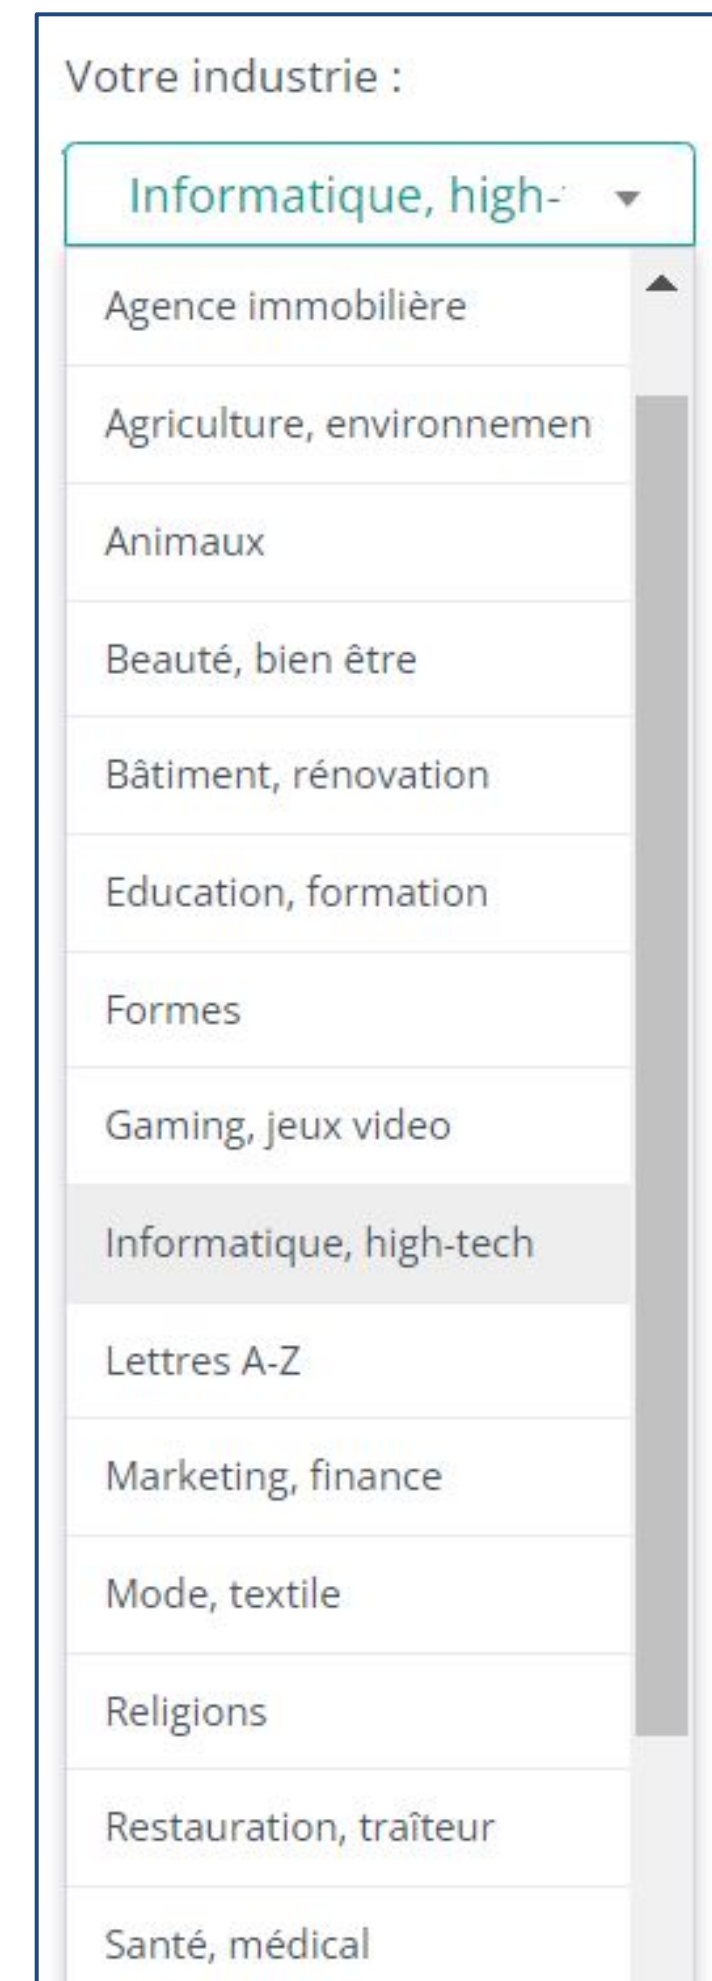 Votre industrie :
Informatique, high-
Agence immobilière
Agriculture, environnemen
Animaux
Beauté, bien être
Bâtiment, rénovation
Education, formation
Formes
Gaming, jeux video
Informatique, high-tech
Lettres A-Z
Marketing, finance
Mode, textile
Religions
Restauration, traîteur
Santé, médical